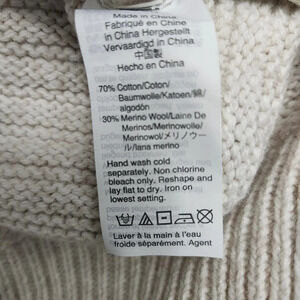 Made in China/
Fabriqué en Chine
in China Hergestellt
Vervaardigd in China
中国製
Hecho en China
70% Cotton/Coton/
Baumwolle/Katoen/綿/
algodón
30% Merino Wool/Laine De
Merinos/Merinowolle/
Merinowol/メリノウー
ル/lana merino
Hand wash cold
separately. Non chlorine
bleach only. Reshape and
lay flat to dry. Iron on
lowest setting.
Laver à la main à l'eau
froide séparément. Agent